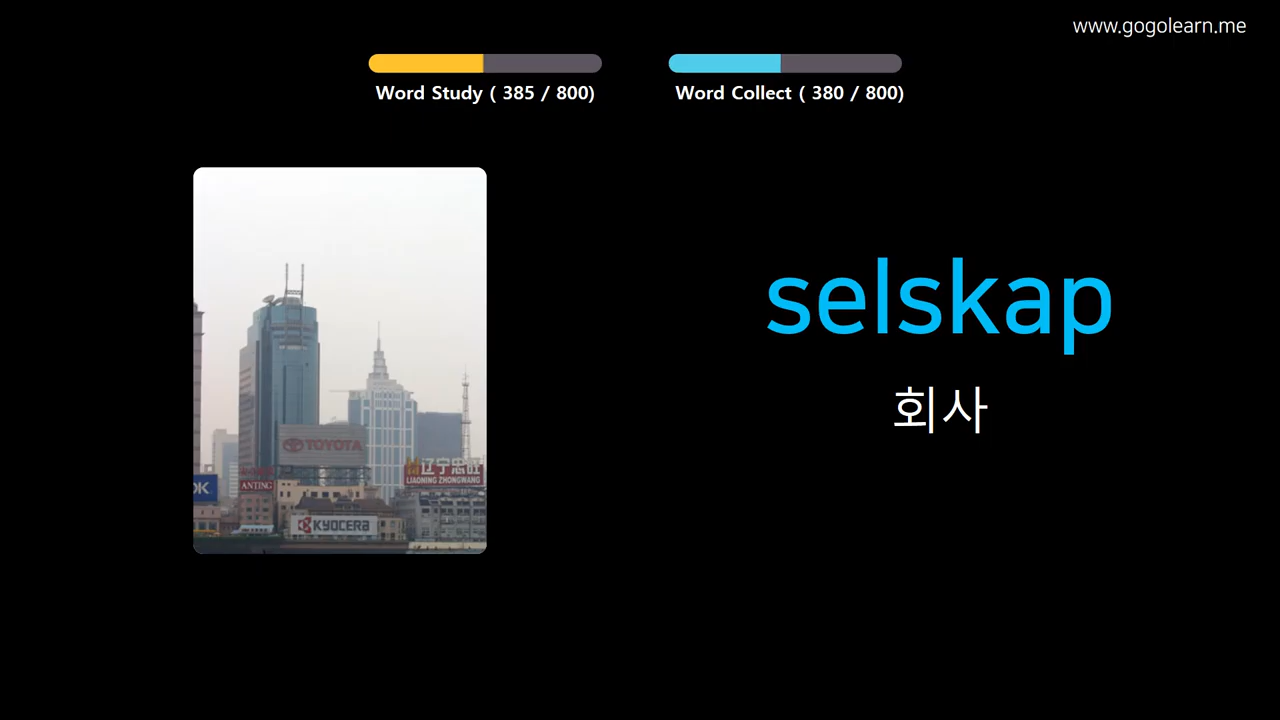 www.gogolearn.me
Word Study ( 385 / 800)
Word Collect ( 380 / 800)
selskap
회사
TOYOTA
辽宁忠旺
LIAONING ZHONGWANG
OK
ANTING
KYOCERA